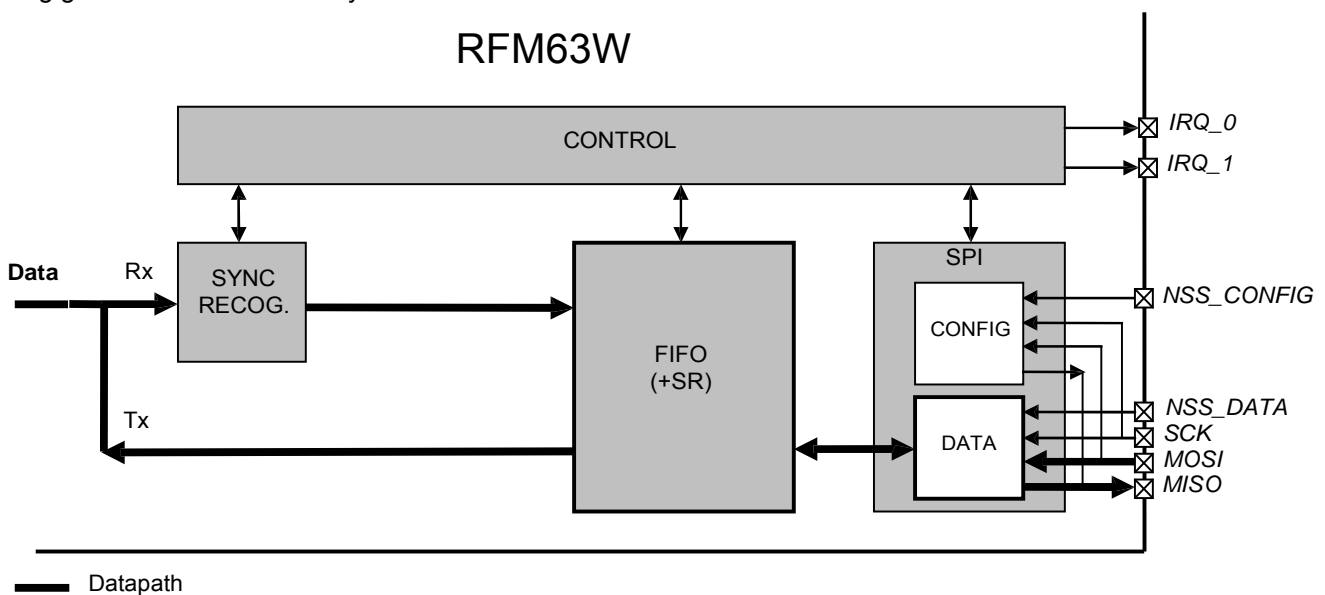 RFM63W
CONTROL
IRQ_0
IRQ_1
Data
Rx
SYNC
RECOG.
Tx
FIFO
(+SR)
SPI
CONFIG
DATA
NSS_CONFIG
NSS_DATA
SCK
MOSI
MISO
Datapath